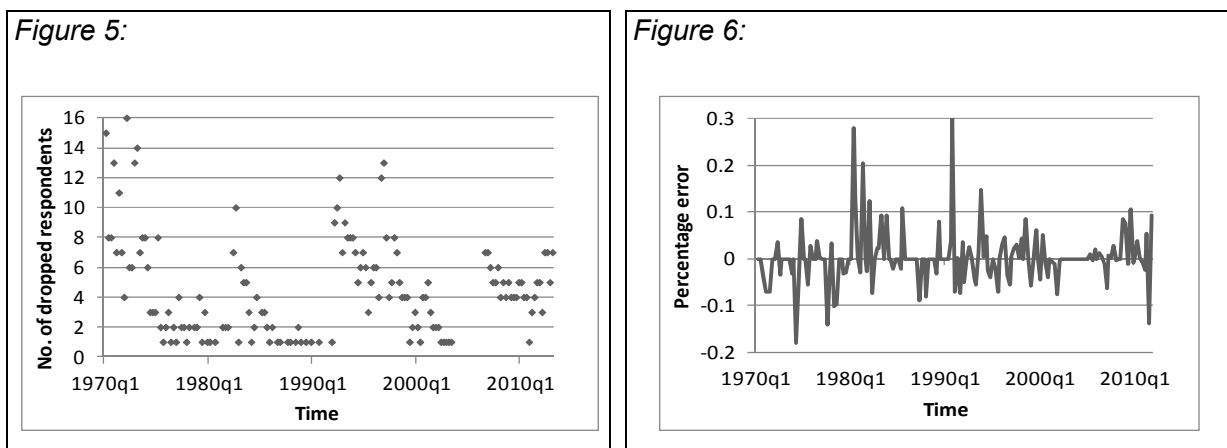 Figure 5:
No. of dropped respondents
16
14
12
10
8
6
4
2
0
1970q1 1980q1 1990q1 2000q1 2010q1
Time
Figure 6:
Percentage error
0.3
0.2
0.1
0
-0.1
-0.2
1970q1 1980q1 1990q1 2000q1 2010q1
Time